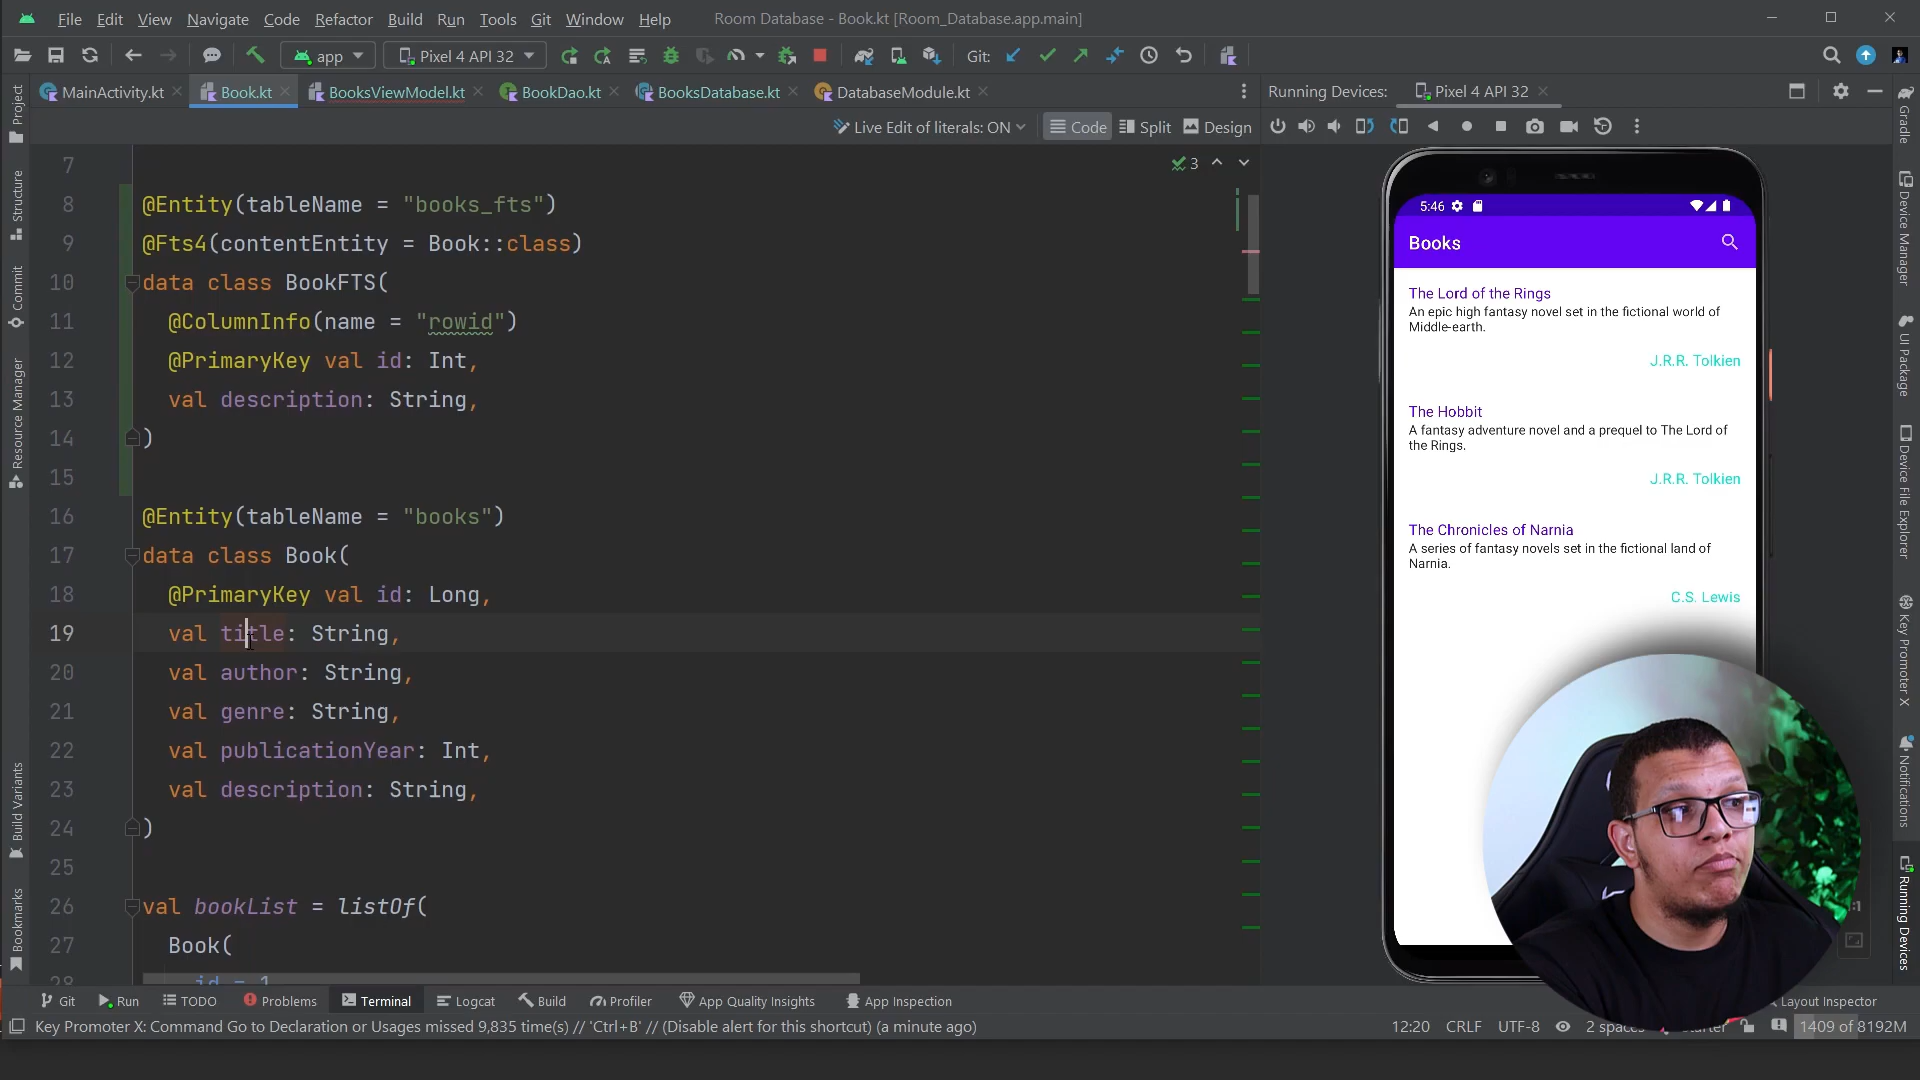 File Edit View Navigate Code Refactor Build Run Tools Git Window Help
Room Database - Book.kt [Room_Database.app.main]
app
Pixel 4 API 32
Git:
MainActivity.kt
Book.kt
BooksViewModel.kt
BookDao.kt
BooksDatabase.kt
DatabaseModule.kt
Running Devices:
Pixel 4 API 32
Live Edit of literals: ON
Code
Split
Design
3
Project
Structure
Commit
Resource Manager
Build Variants
Bookmarks
7
8 @Entity(tableName = "books_fts")
9 @Fts4(contentEntity = Book::class)
10 data class BookFTS(
11 @ColumnInfo(name = "rowid")
12 @PrimaryKey val id: Int,
13 val description: String,
14 )
15
16 @Entity(tableName = "books")
17 data class Book(
18 @PrimaryKey val id: Long,
19 val title: String,
20 val author: String,
21 val genre: String,
22 val publicationYear: Int,
23 val description: String,
24 )
25
26 val bookList = listOf(
27 Book(
28 id = 1
5:46
Books
The Lord of the Rings
An epic high fantasy novel set in the fictional world of
Middle-earth.
J.R.R. Tolkien
The Hobbit
A fantasy adventure novel and a prequel to The Lord of
the Rings.
J.R.R. Tolkien
The Chronicles of Narnia
A series of fantasy novels set in the fictional land of
Narnia.
C.S. Lewis
Gradle
Device Manager
UI Package
Device File Explorer
Key Promoter X
Notifications
Running Devices
Git
Run
TODO
Problems
Terminal
Logcat
Build
Profiler
App Quality Insights
App Inspection
Layout Inspector
Key Promoter X: Command Go to Declaration or Usages missed 9,835 time(s) // 'Ctrl+B' // (Disable alert for this shortcut) (a minute ago)
12:20 CRLF UTF-8 2 spaces
1409 of 8192M